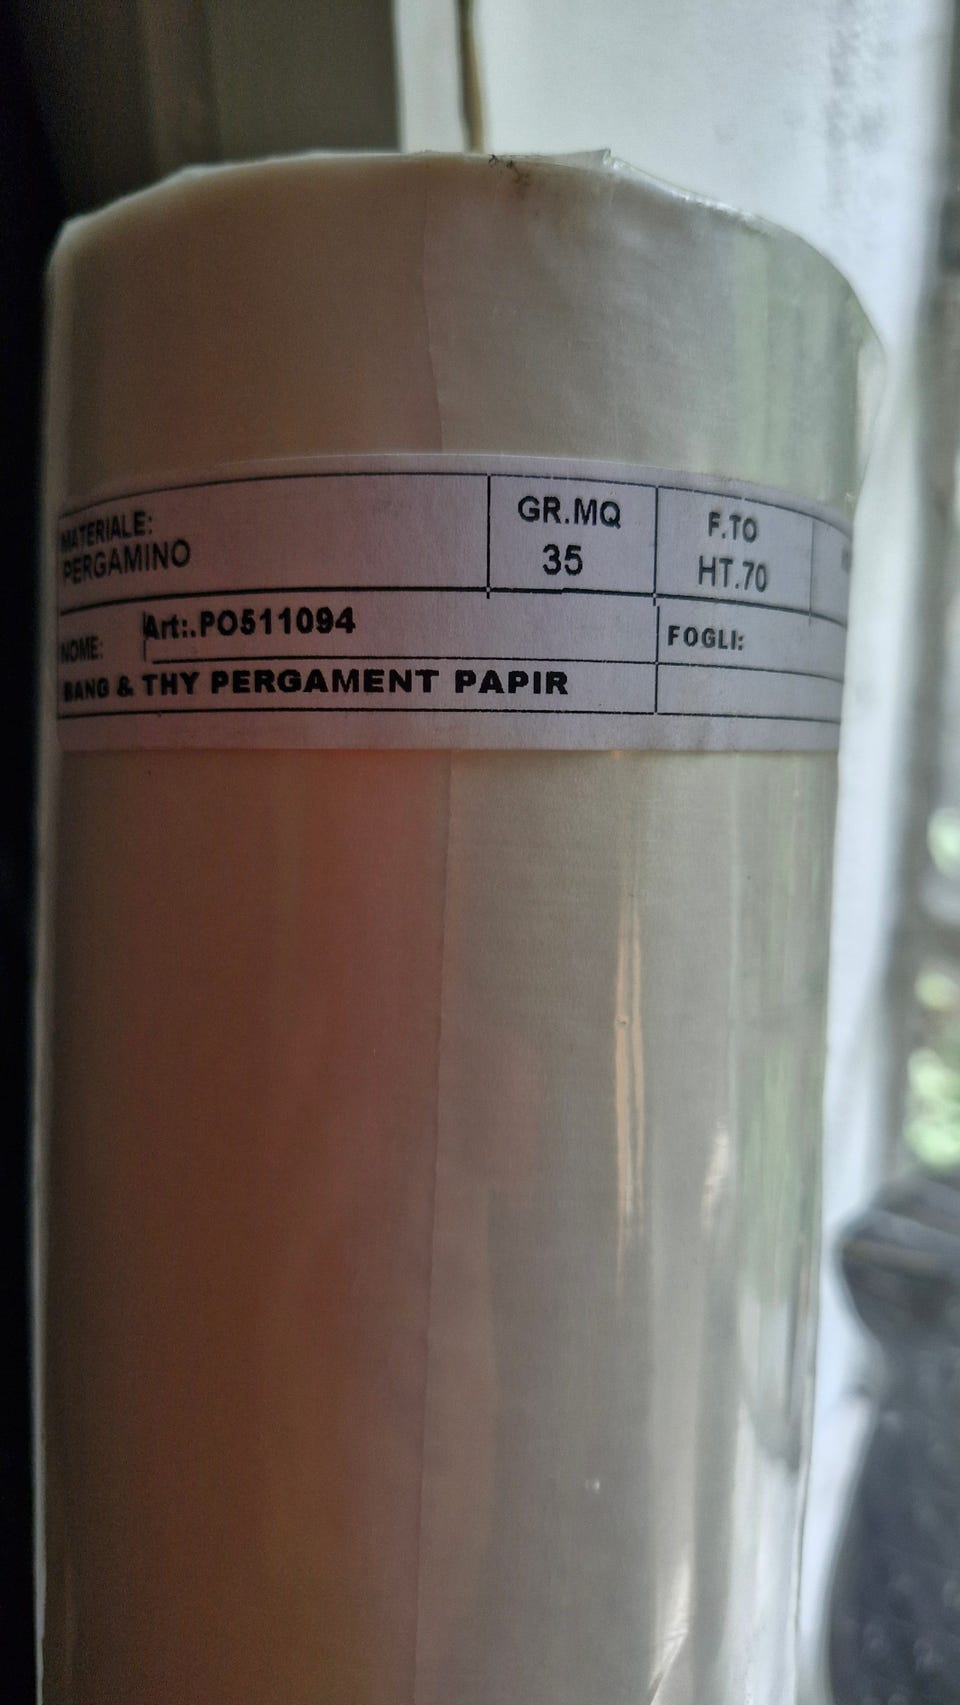 MATERIALE:
PERGAMINO
GR.MQ
35
F.TO
HT.70
NOME: Art:.PO511094
FOGLI:
BANG & THY PERGAMENT PAPIR